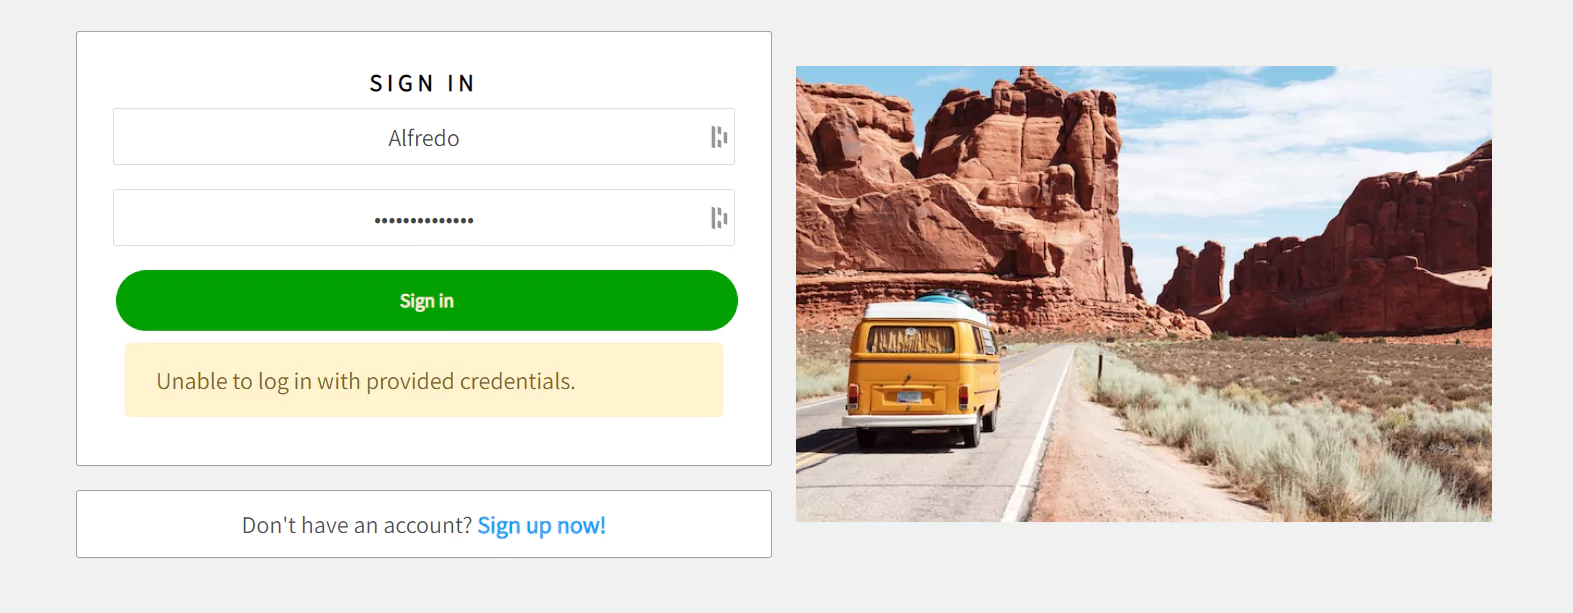 SIGN IN
Alfredo
••••••••••••••
Sign in
Unable to log in with provided credentials.
Don't have an account? Sign up now!